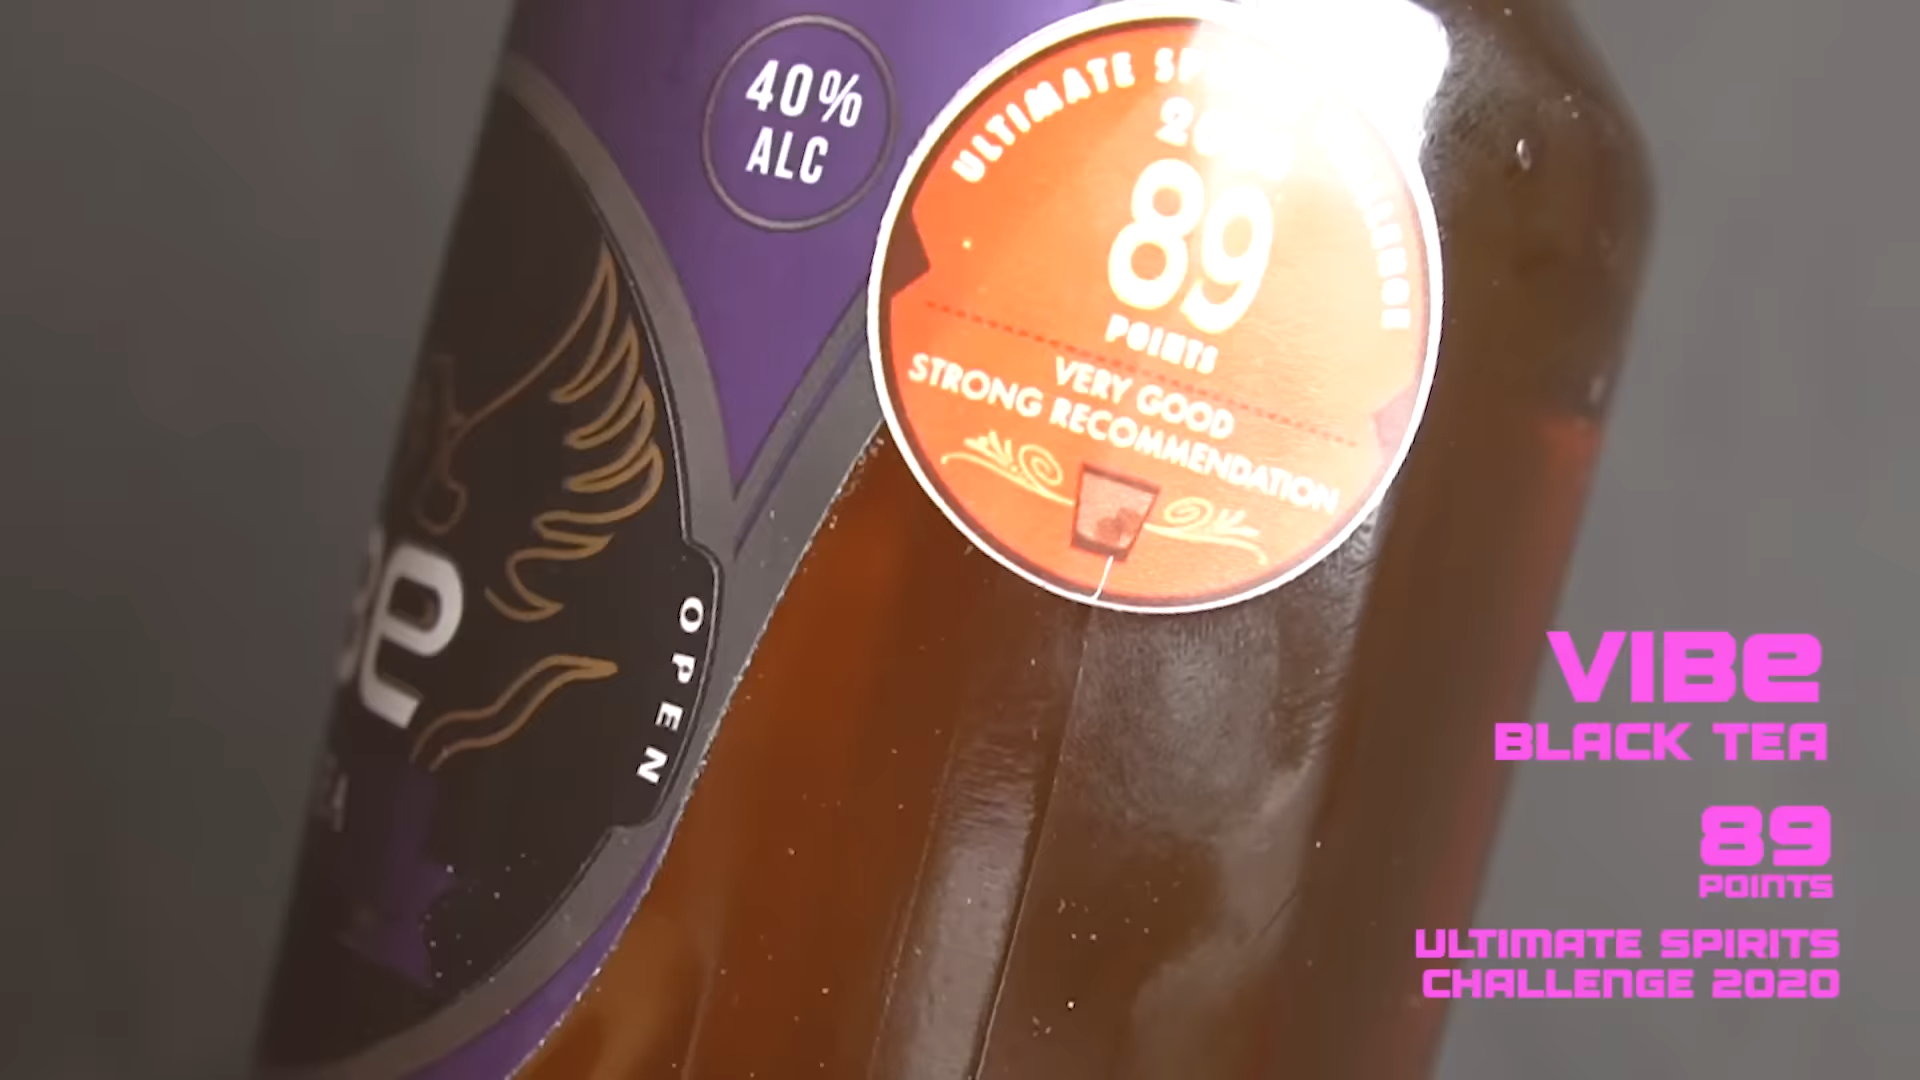 40%
ALC
ULTIMATE
89
POINTS
VERY GOOD
STRONG RECOMMENDATION
OPEN
VIBe
BLACK TEA
89
POINTS
ULTIMATE SPIRITS
CHALLENGE 2020